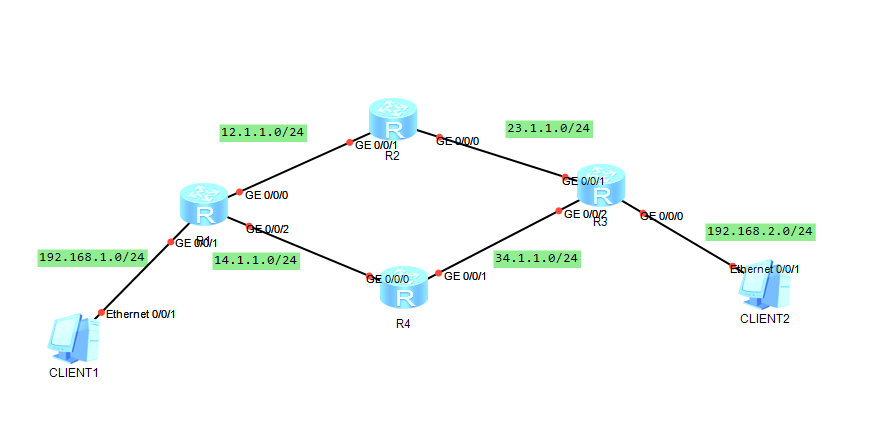 12.1.1.0/24
23.1.1.0/24
R
GE 0/0/1
R2
GE 0/0/0
GE 0/0/0
R
R1
GE 0/0/1
GE 0/0/2
GE 0/0/1
R
R3
GE 0/0/2
GE 0/0/0
192.168.1.0/24
14.1.1.0/24
34.1.1.0/24
192.168.2.0/24
GE 0/0/0
R
GE 0/0/1
R4
Ethernet 0/0/1
CLIENT2
Ethernet 0/0/1
CLIENT1